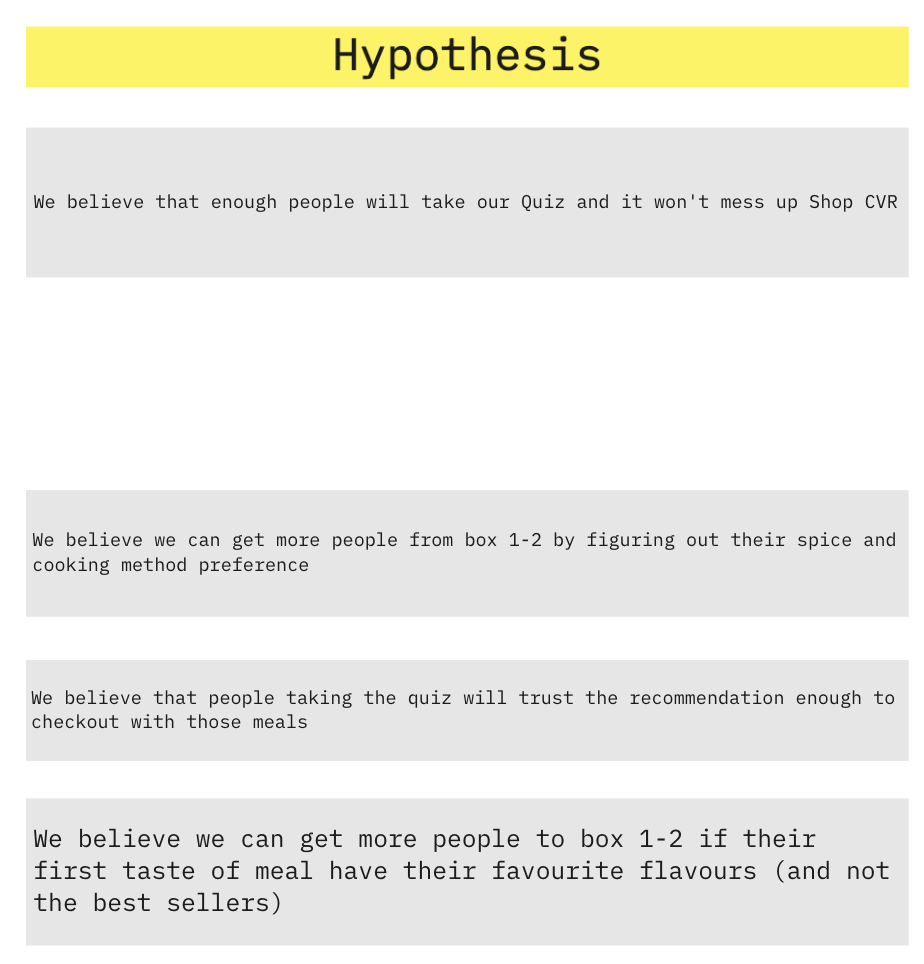 Hypothesis
We believe that enough people will take our Quiz and it won't mess up Shop CVR
We believe we can get more people from box 1-2 by figuring out their spice and
cooking method preference
We believe that people taking the quiz will trust the recommendation enough to
checkout with those meals
We believe we can get more people to box 1-2 if their
first taste of meal have their favourite flavours (and not
the best sellers)